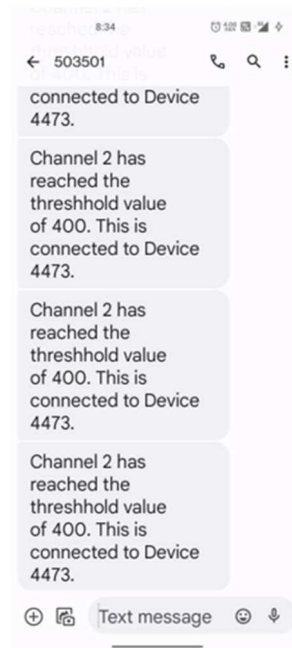 8:34
503501
connected to Device
4473.
Channel 2 has
reached the
threshhold value
of 400. This is
connected to Device
4473.
Channel 2 has
reached the
threshhold value
of 400. This is
connected to Device
4473.
Channel 2 has
reached the
threshhold value
of 400. This is
connected to Device
4473.
Text message